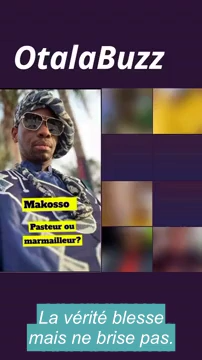 OtalaBuzz
Makosso
Pasteur ou
marmailleur?
La vérité blesse
mais ne brise pas.